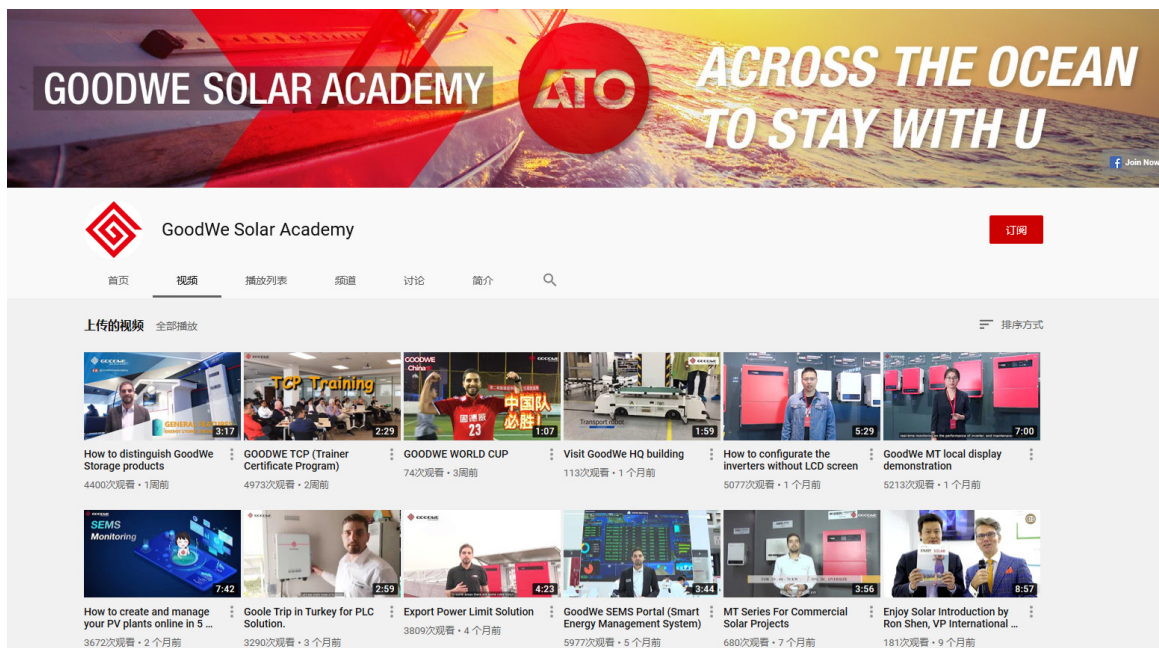 GOODWE SOLAR ACADEMY
ATO
ACROSS THE OCEAN
TO STAY WITH U
Join Now
GoodWe Solar Academy
订阅
首页 视频 播放列表 频道 讨论 简介
上传的视频 全部播放
排序方式
GOODWE
3:17
TCP Training
2:29
GOODWE
China
GOODWE
固德威
23
中国队
必胜!
1:07
GOODWE
Transport robot
1:59
5:29
7:00
How to distinguish GoodWe
Storage products
4400次观看 • 1周前
GOODWE TCP (Trainer
Certificate Program)
4973次观看 • 2周前
GOODWE WORLD CUP
74次观看 • 3周前
Visit GoodWe HQ building
113次观看 • 1 个月前
How to configurate the
inverters without LCD screen
5077次观看 • 1 个月前
GoodWe MT local display
demonstration
5213次观看 • 1 个月前
SEMS
Monitoring
7:42
2:59
GOODWE
4:23
3:44
3:56
8:57
How to create and manage
your PV plants online in 5 ...
3672次观看 • 2 个月前
Goole Trip in Turkey for PLC
Solution.
3290次观看 • 3 个月前
Export Power Limit Solution
3809次观看 • 4 个月前
GoodWe SEMS Portal (Smart
Energy Management System)
5977次观看 • 5 个月前
MT Series For Commercial
Solar Projects
680次观看 • 7 个月前
Enjoy Solar Introduction by
Ron Shen, VP International ...
181次观看 • 9 个月前